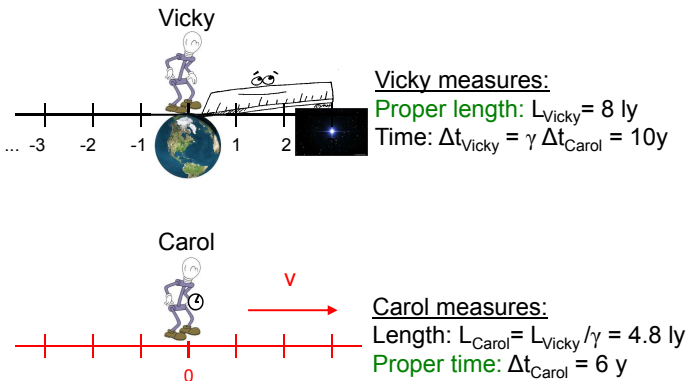 Vicky
... -3 -2 -1 1 2
Vicky measures:
Proper length: L_Vicky = 8 ly
Time: Δt_Vicky = γ Δt_Carol = 10y
Carol
v
0
Carol measures:
Length: L_Carol = L_Vicky /γ = 4.8 ly
Proper time: Δt_Carol = 6 y